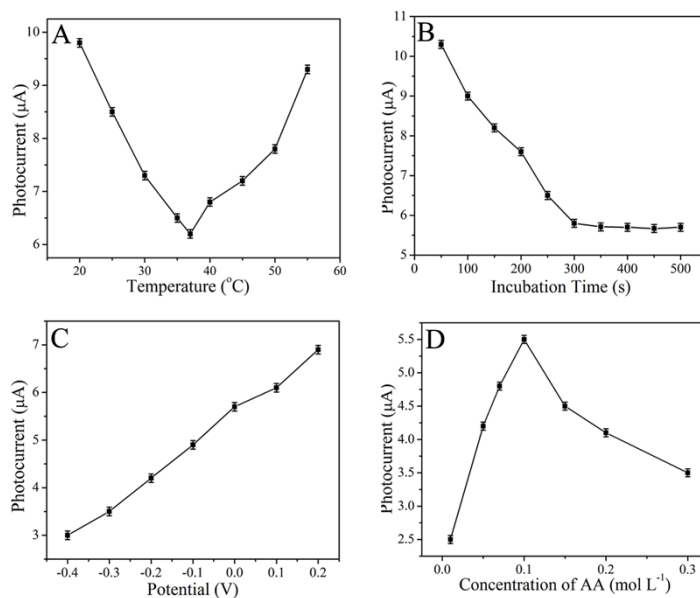 A
Photocurrent (μA)
10
9
8
7
6
20 30 40 50 60
Temperature (°C)
B
Photocurrent (μA)
11
10
9
8
7
6
5
0 100 200 300 400 500
Incubation Time (s)
C
Photocurrent (μA)
7
6
5
4
3
-0.4 -0.3 -0.2 -0.1 0.0 0.1 0.2
Potential (V)
D
Photocurrent (μA)
5.5
5.0
4.5
4.0
3.5
3.0
2.5
0.0 0.1 0.2 0.3
Concentration of AA (mol L⁻¹)